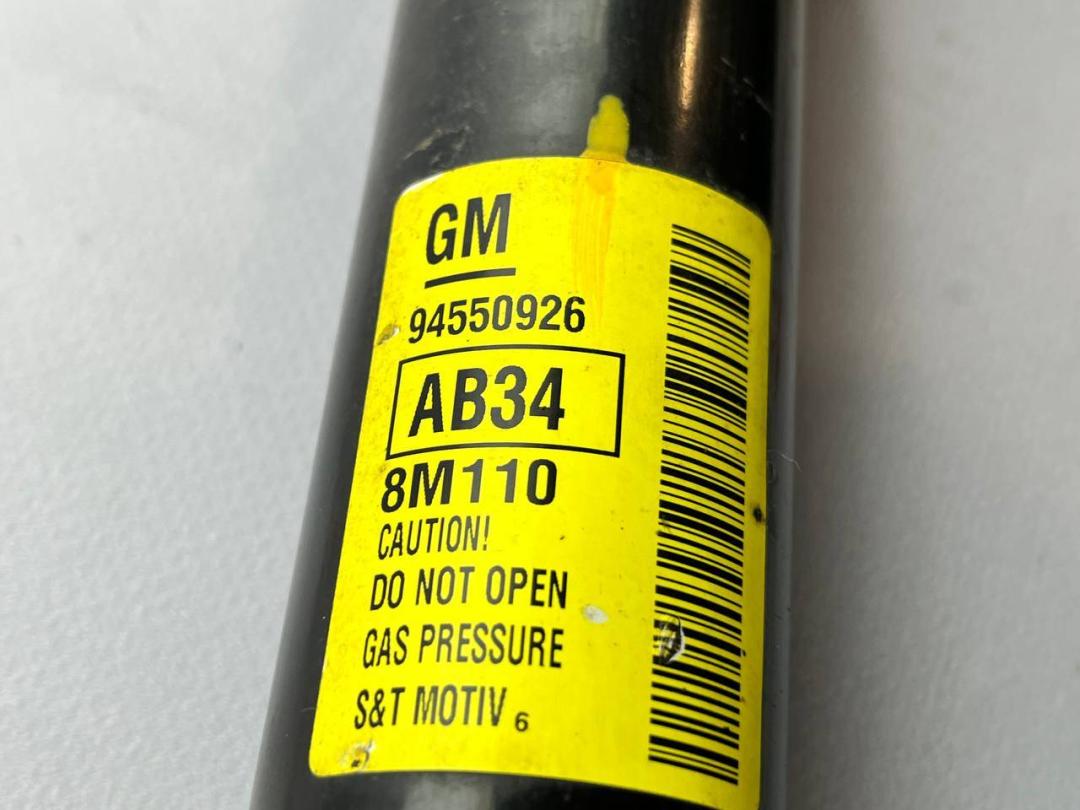 GM
94550926
AB34
8M110
CAUTION!
DO NOT OPEN
GAS PRESSURE
S&T MOTIV 6